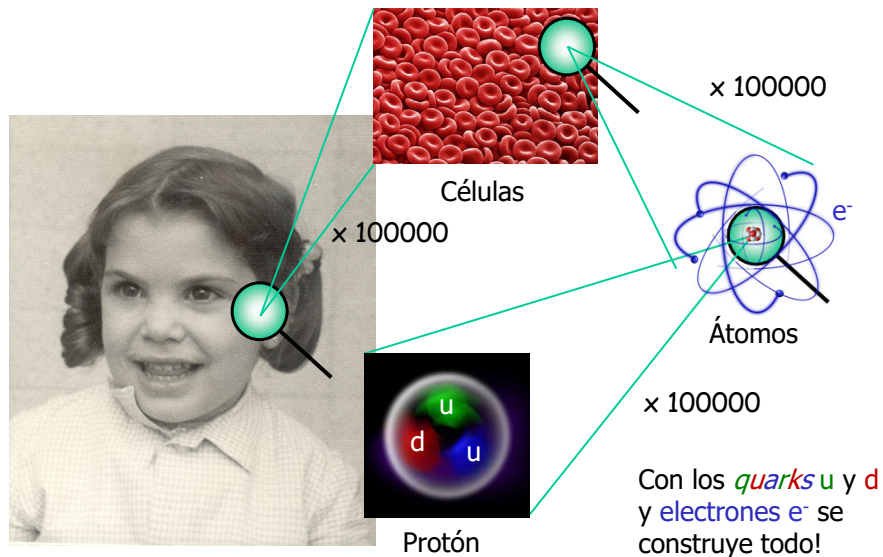 x 100000
Células
x 100000
e-
Átomos
u
d
u
Protón
x 100000
Con los quarks u y d
y electrones e- se
construye todo!